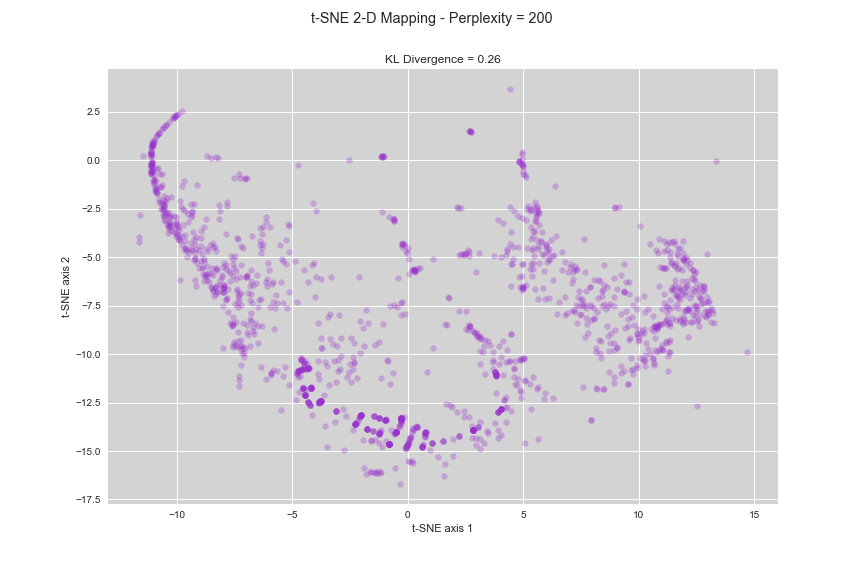 t-SNE 2-D Mapping - Perplexity = 200
KL Divergence = 0.26
2.5
0.0
−2.5
−5.0
−7.5
−10.0
−12.5
−15.0
−17.5
t-SNE axis 2
−10 −5 0 5 10 15
t-SNE axis 1